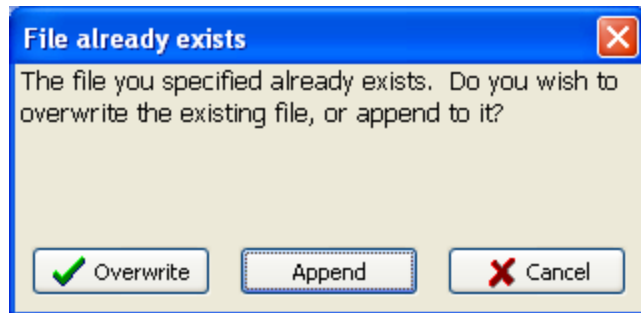 File already exists
The file you specified already exists.  Do you wish to
overwrite the existing file, or append to it?
Overwrite
Append
Cancel